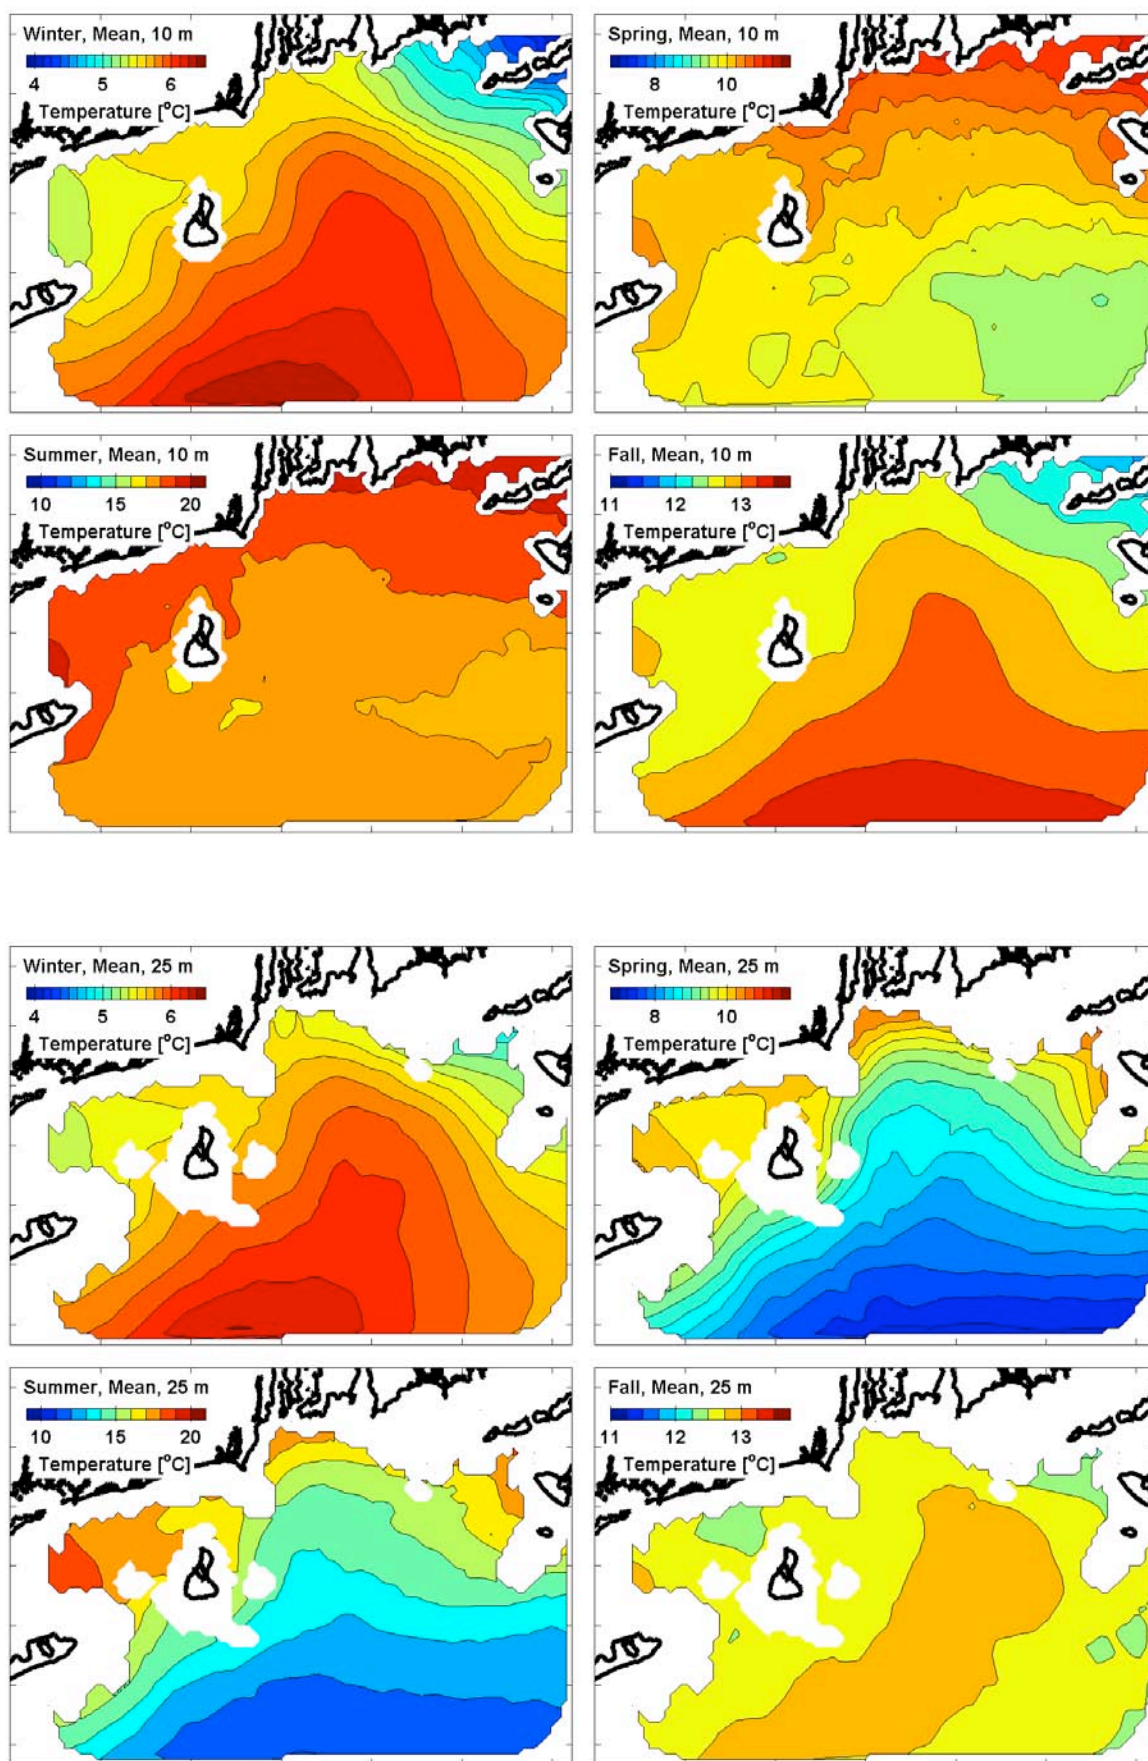 Winter, Mean, 10 m
4 5 6
Temperature [°C]
Spring, Mean, 10 m
8 10
Temperature [°C]
Summer, Mean, 10 m
10 15 20
Temperature [°C]
Fall, Mean, 10 m
11 12 13
Temperature [°C]
Winter, Mean, 25 m
4 5 6
Temperature [°C]
Spring, Mean, 25 m
8 10
Temperature [°C]
Summer, Mean, 25 m
10 15 20
Temperature [°C]
Fall, Mean, 25 m
11 12 13
Temperature [°C]